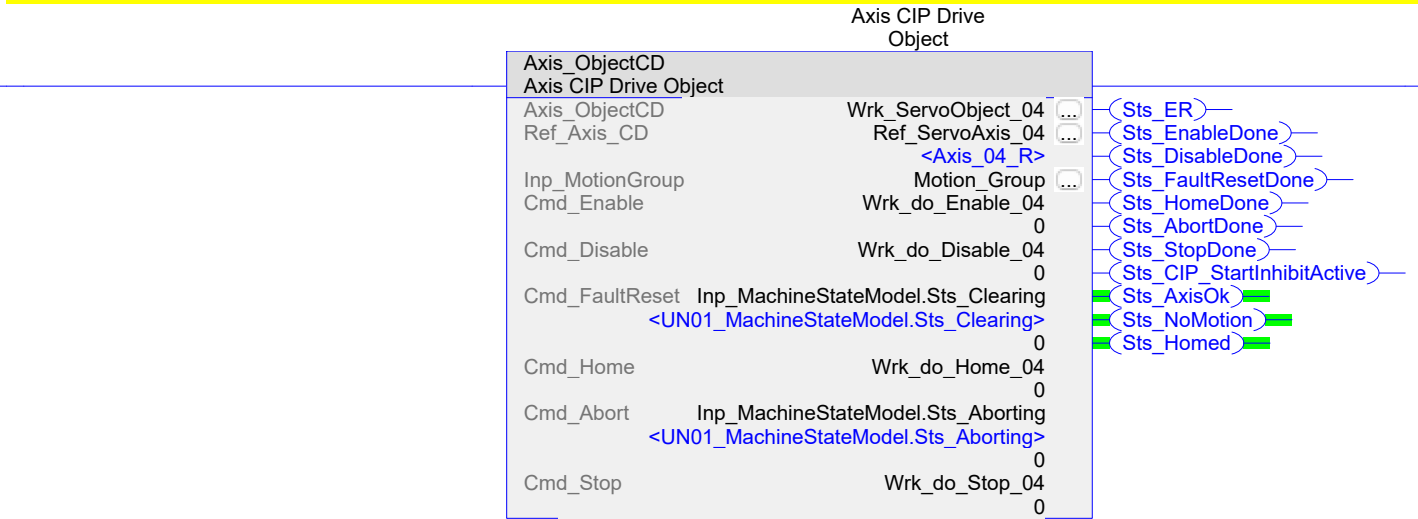 Axis CIP Drive
Object
Axis_ObjectCD
Axis CIP Drive Object
Axis_ObjectCD Wrk_ServoObject_04 ... Sts_ER
Ref_Axis_CD Ref_ServoAxis_04 ... Sts_EnableDone
<Axis_04_R> Sts_DisableDone
Inp_MotionGroup Motion_Group ... Sts_FaultResetDone
Cmd_Enable Wrk_do_Enable_04 Sts_HomeDone
0 Sts_AbortDone
Cmd_Disable Wrk_do_Disable_04 Sts_StopDone
0 Sts_CIP_StartInhibitActive
Cmd_FaultReset Inp_MachineStateModel.Sts_Clearing Sts_AxisOk
<UN01_MachineStateModel.Sts_Clearing> Sts_NoMotion
0 Sts_Homed
Cmd_Home Wrk_do_Home_04
0
Cmd_Abort Inp_MachineStateModel.Sts_Aborting
<UN01_MachineStateModel.Sts_Aborting>
0
Cmd_Stop Wrk_do_Stop_04
0